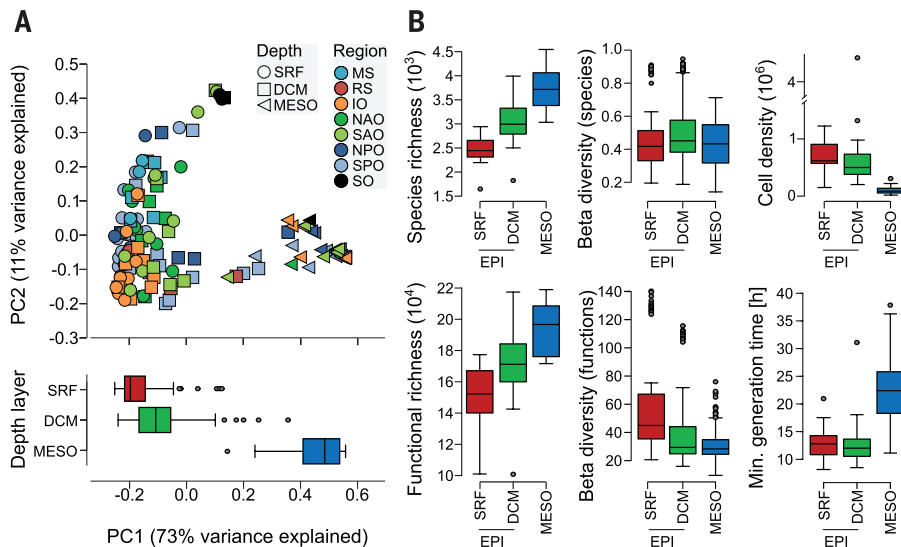 A
Depth
SRF
DCM
MESO
Region
MS
RS
IO
NAO
SAO
NPO
SPO
SO
PC2 (11% variance explained)
0.5
0.4
0.3
0.2
0.1
0.0
-0.1
-0.2
-0.3
Depth layer
SRF
DCM
MESO
-0.2
0.0
0.2
0.4
0.6
PC1 (73% variance explained)
B
Species richness (10³)
4.5
3.5
2.5
1.5
SRF
DCM
MESO
EPI
Beta diversity (species)
1.0
0.8
0.6
0.4
0.2
SRF
DCM
MESO
EPI
Cell density (10⁶)
4
1
0
SRF
DCM
MESO
EPI
Functional richness (10⁴)
22
20
18
16
14
12
10
SRF
DCM
MESO
EPI
Beta diversity (functions)
140
120
100
80
60
40
20
SRF
DCM
MESO
EPI
Min. generation time [h]
40
35
30
25
20
15
10
SRF
DCM
MESO
EPI